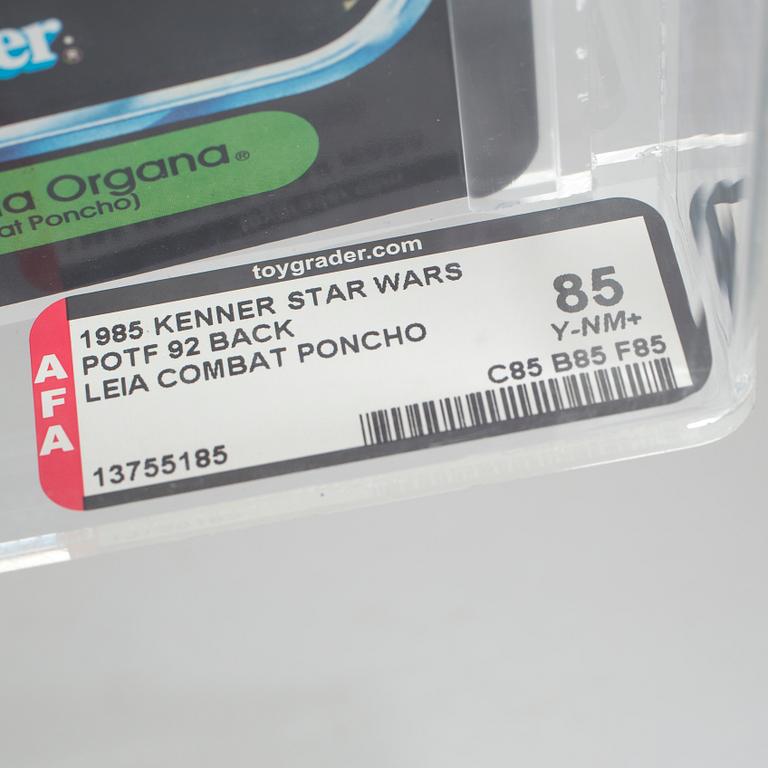 er®
a Organa®
at Poncho)
toygrader.com
AFA
1985 KENNER STAR WARS
POTF 92 BACK
LEIA COMBAT PONCHO
85
Y-NM+
C85 B85 F85
13755185